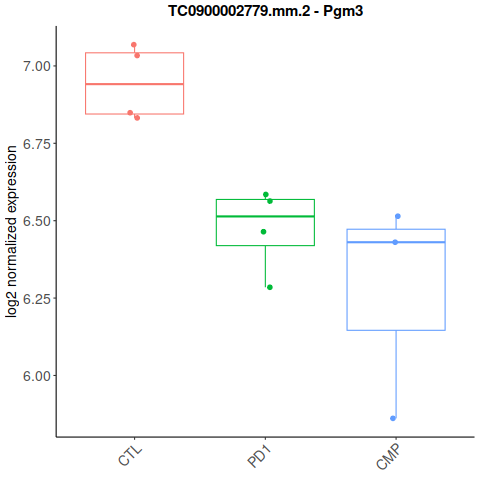 TC0900002779.mm.2 - Pgm3
log2 normalized expression
7.00
6.75
6.50
6.25
6.00
CTL
PD1
CMP